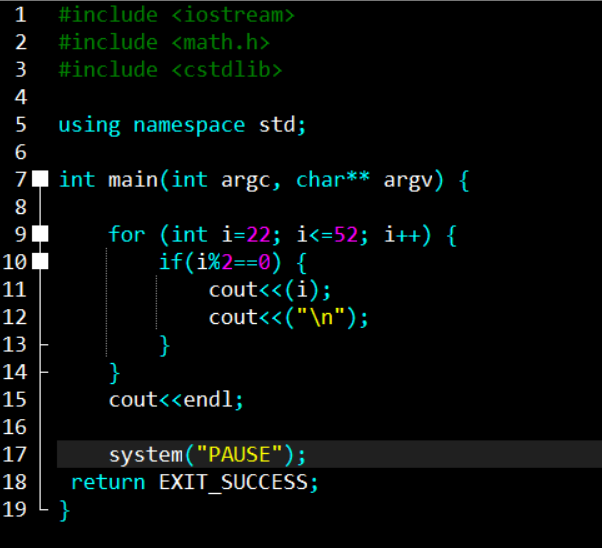 1 #include <iostream>
2 #include <math.h>
3 #include <cstdlib>
4
5 using namespace std;
6
7 int main(int argc, char** argv) {
8
9     for (int i=22; i<=52; i++) {
10         if(i%2==0) {
11             cout<<(i);
12             cout<<("\n");
13         }
14     }
15     cout<<endl;
16
17     system("PAUSE");
18  return EXIT_SUCCESS;
19 }